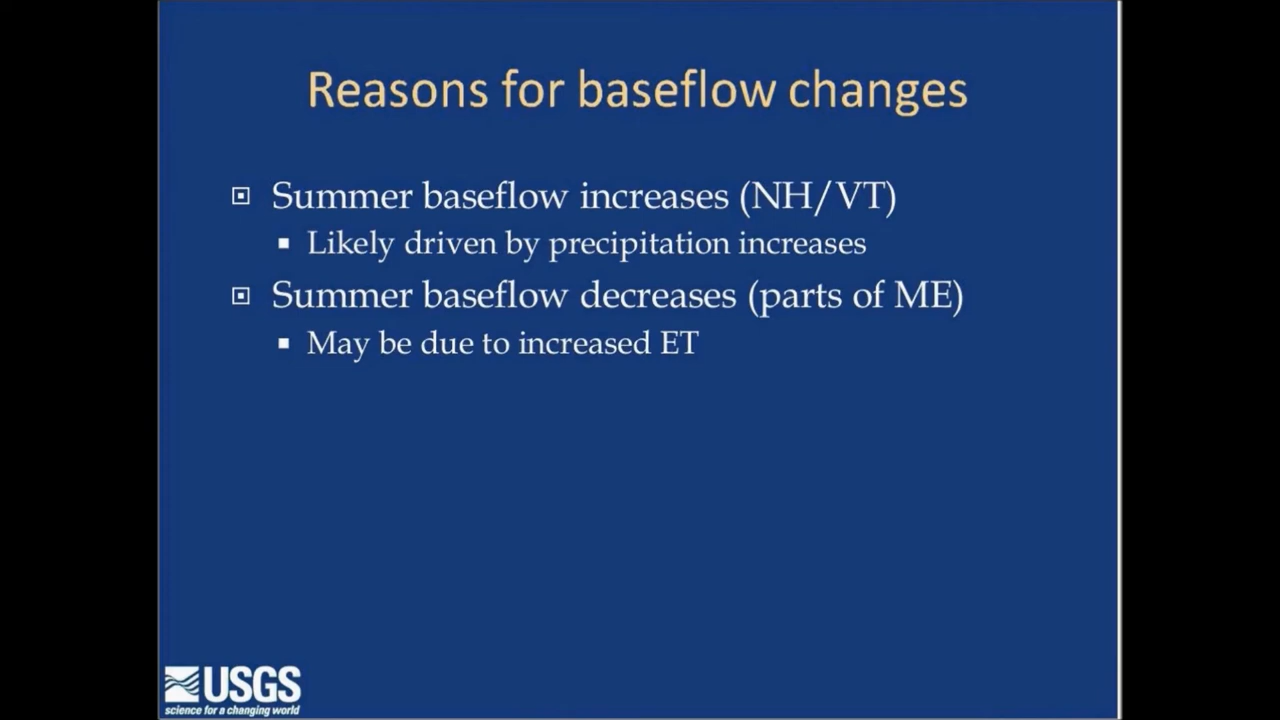 Reasons for baseflow changes
Summer baseflow increases (NH/VT)
Likely driven by precipitation increases
Summer baseflow decreases (parts of ME)
May be due to increased ET
USGS
science for a changing world